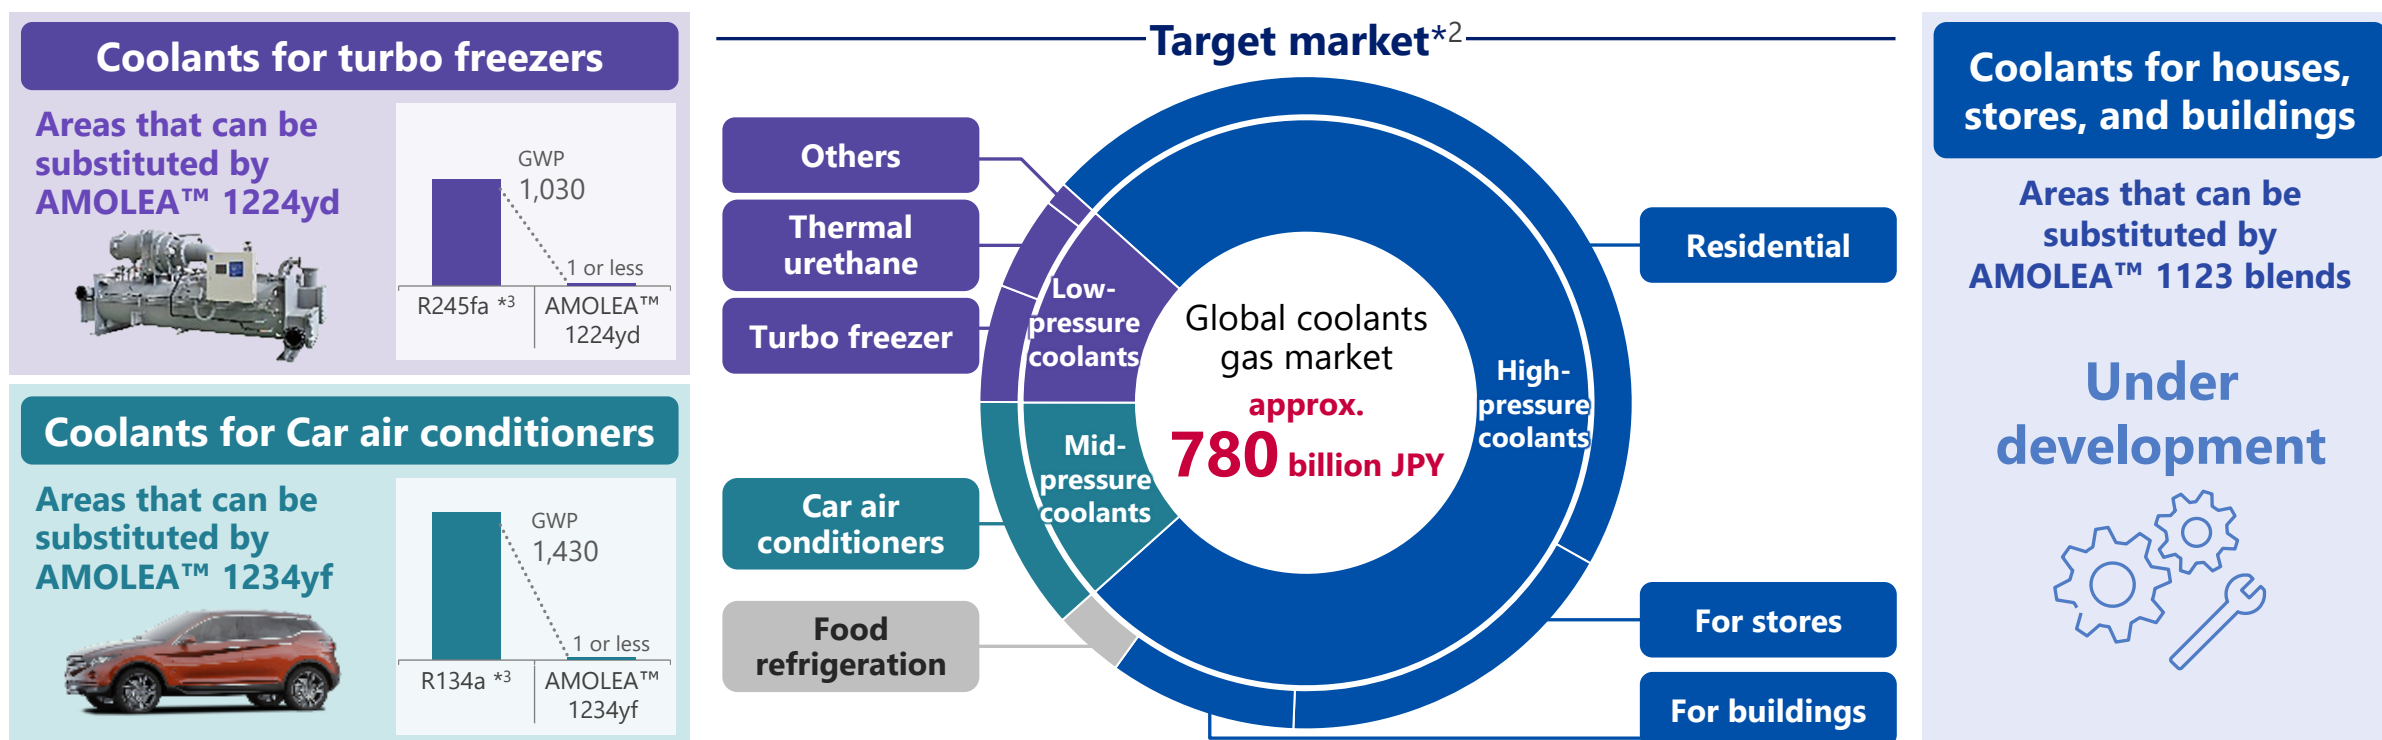 Coolants for turbo freezers
Areas that can be
substituted by
AMOLEA™ 1224yd
GWP
1,030
1 or less
R245fa *3
AMOLEA™
1224yd
Coolants for Car air conditioners
Areas that can be
substituted by
AMOLEA™ 1234yf
GWP
1,430
1 or less
R134a *3
AMOLEA™
1234yf
Target market*2
Others
Thermal
urethane
Turbo freezer
Car air
conditioners
Food
refrigeration
Low-
pressure
coolants
Mid-
pressure
coolants
Global coolants
gas market
approx.
780 billion JPY
High-
pressure
coolants
Residential
For stores
For buildings
Coolants for houses,
stores, and buildings
Areas that can be
substituted by
AMOLEA™ 1123 blends
Under
development